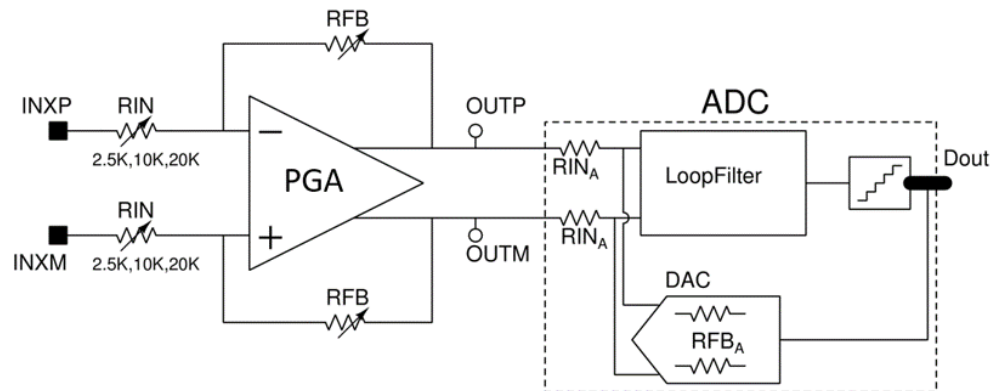 RFB
INXP
RIN
2.5K,10K,20K
OUTP
ADC
PGA
RIN_A
LoopFilter
Dout
RIN
INXM
2.5K,10K,20K
OUTM
RIN_A
RFB
DAC
RFB_A